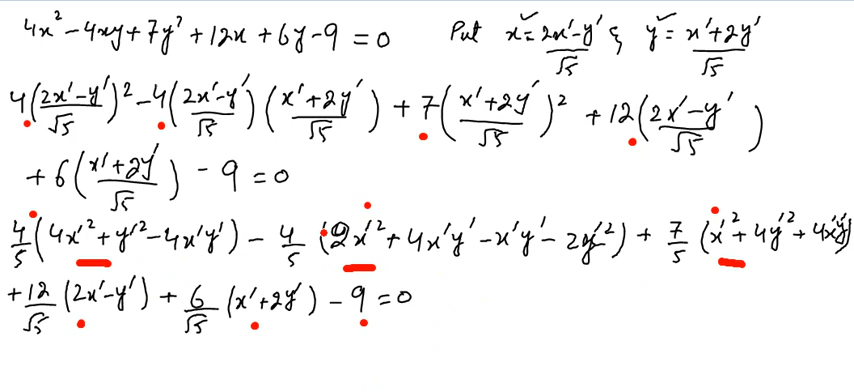 4x² - 4xy + 7y² + 12x + 6y - 9 = 0 Put x = 2x' - y' / √5 & y = x' + 2y' / √5
4(2x' - y' / √5)² - 4(2x' - y' / √5)(x' + 2y' / √5) + 7(x' + 2y' / √5)² + 12(2x' - y' / √5)
+ 6(x' + 2y' / √5) - 9 = 0
4/5 (4x'² + y'² - 4x'y') - 4/5 (2x'² + 4x'y' - x'y' - 2y'²) + 7/5 (x'² + 4y'² + 4x'y')
+ 12/√5 (2x' - y') + 6/√5 (x' + 2y') - 9 = 0